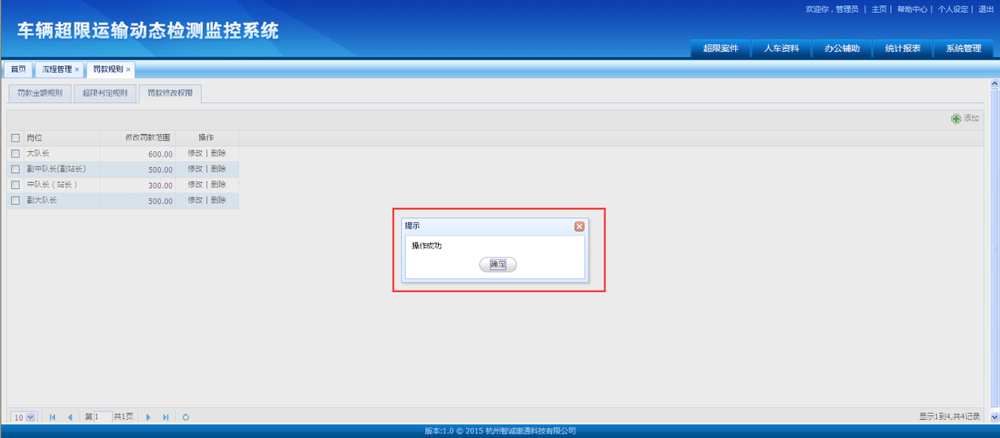 欢迎你，管理员 | 主页 | 帮助中心 | 个人设定 | 退出
车辆超限运输动态检测监控系统
超限案件 人车资料 办公辅助 统计报表 系统管理
首页 流程管理 × 罚款规则 ×
罚款金额规则 超限判定规则 罚款修改权限
添加
岗位 修改罚款范围 操作
大队长 600.00 修改 | 删除
副中队长(副站长) 500.00 修改 | 删除
中队长（站长） 300.00 修改 | 删除
副大队长 500.00 修改 | 删除
提示
操作成功
确定
10 第 1 共1页 显示1到4,共4记录
版本:1.0 © 2015 杭州智诚惠通科技有限公司